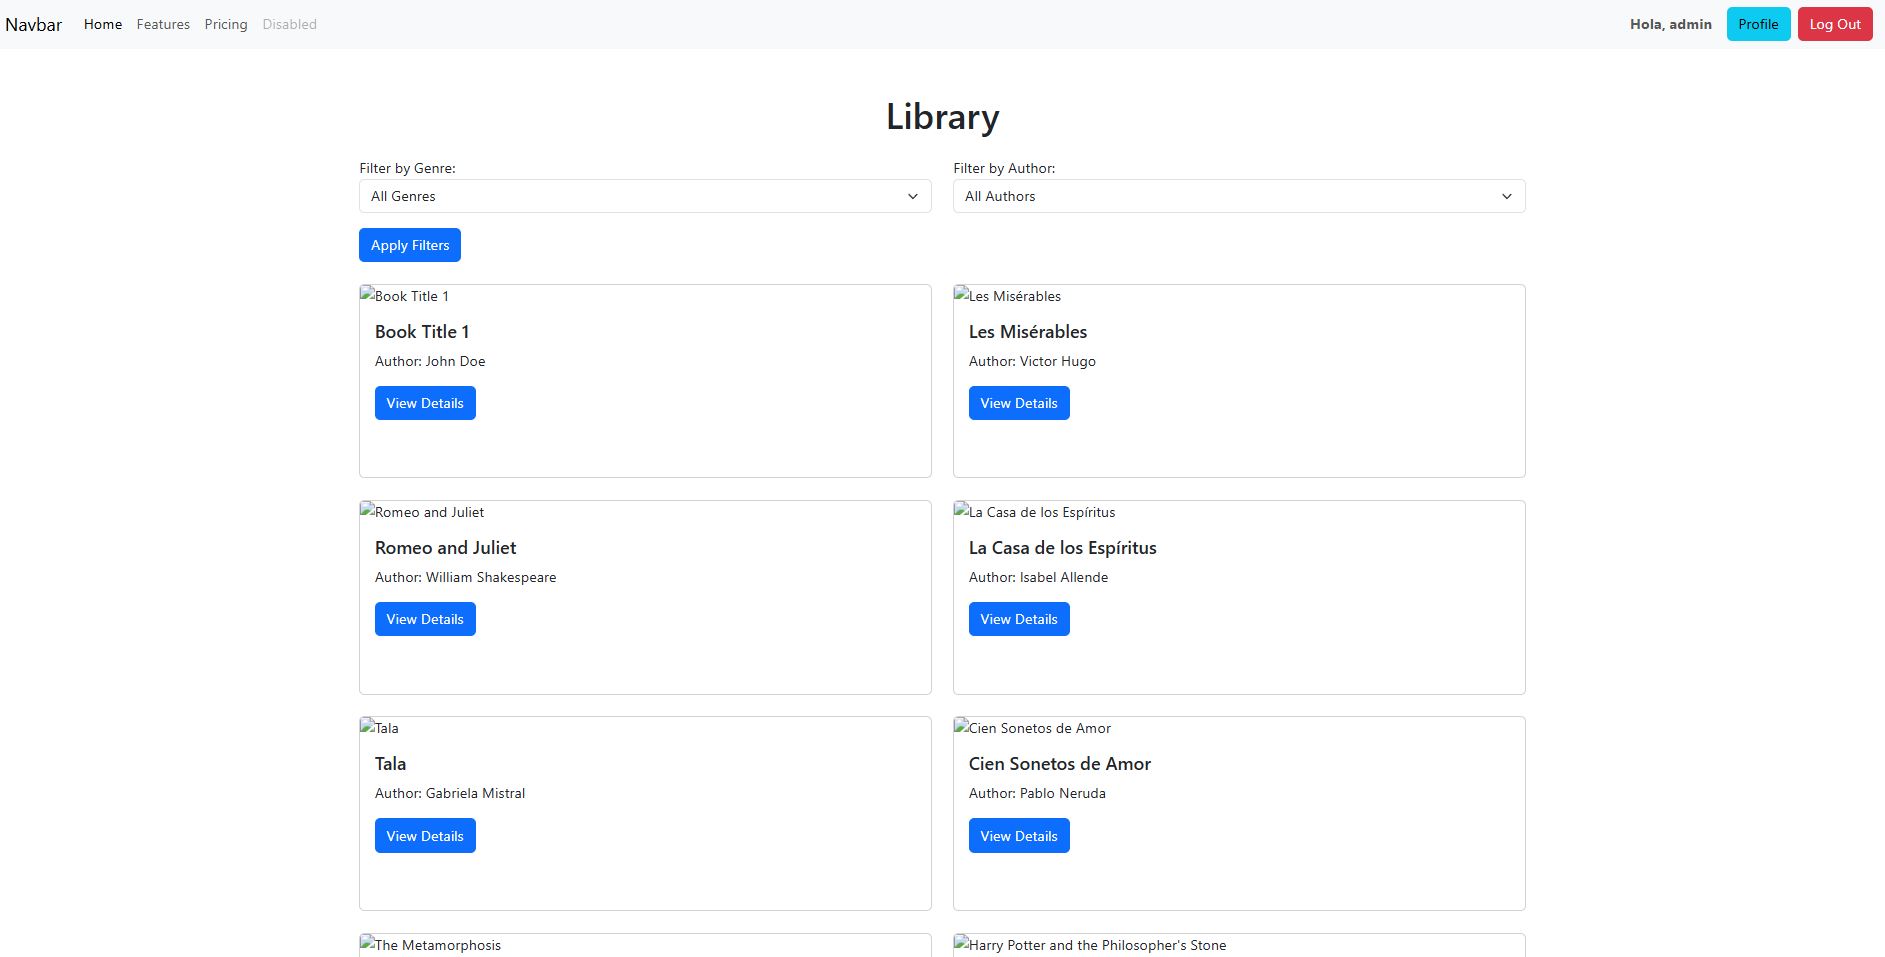 Navbar Home Features Pricing Disabled Hola, admin Profile Log Out
Library
Filter by Genre: Filter by Author:
All Genres All Authors
Apply Filters
Book Title 1 Les Misérables
Book Title 1 Les Misérables
Author: John Doe Author: Victor Hugo
View Details View Details
Romeo and Juliet La Casa de los Espíritus
Romeo and Juliet La Casa de los Espíritus
Author: William Shakespeare Author: Isabel Allende
View Details View Details
Tala Cien Sonetos de Amor
Tala Cien Sonetos de Amor
Author: Gabriela Mistral Author: Pablo Neruda
View Details View Details
The Metamorphosis Harry Potter and the Philosopher's Stone